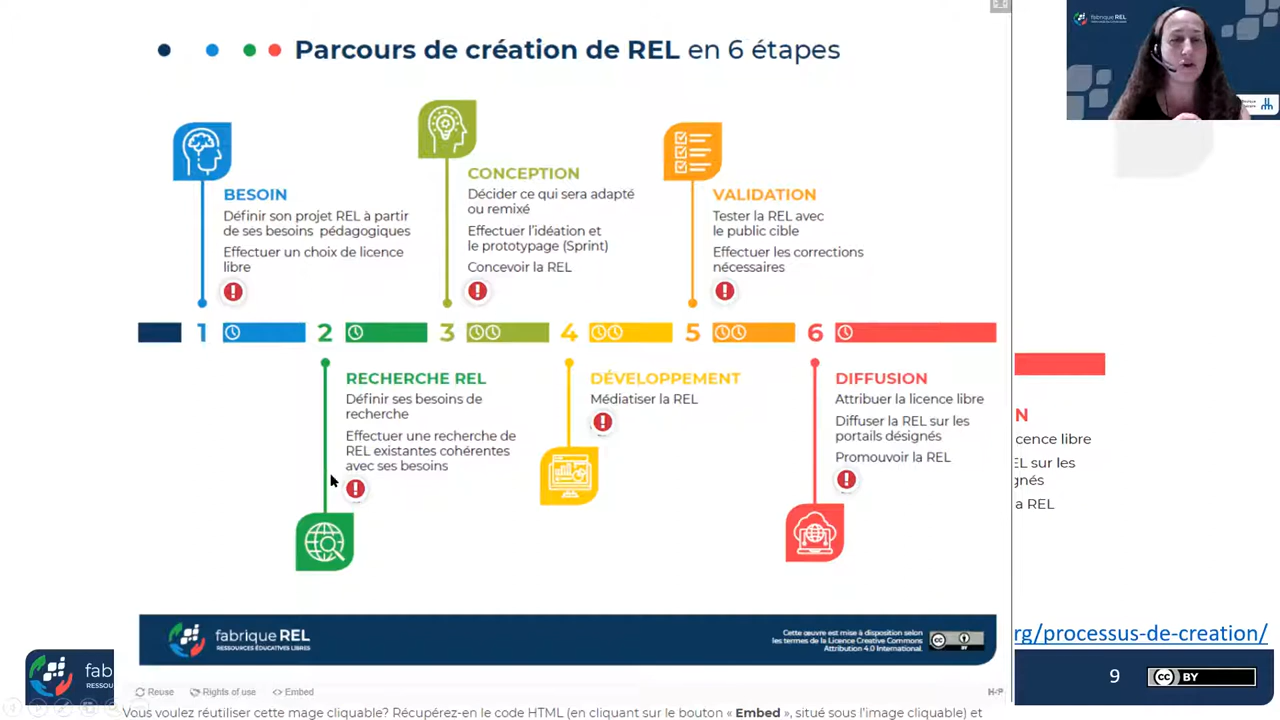 Parcours de création de REL en 6 étapes
fabrique REL
BESOIN
Définir son projet REL à partir
de ses besoins pédagogiques
Effectuer un choix de licence
libre
CONCEPTION
Décider ce qui sera adapté
ou remixé
Effectuer l'idéation et
le prototypage (Sprint)
Concevoir la REL
VALIDATION
Tester la REL avec
le public cible
Effectuer les corrections
nécessaires
1
2
3
4
5
6
RECHERCHE REL
Définir ses besoins de
recherche
Effectuer une recherche de
REL existantes cohérentes
avec ses besoins
DÉVELOPPEMENT
Médiatiser la REL
DIFFUSION
Attribuer la licence libre
Diffuser la REL sur les
portails désignés
Promouvoir la REL
N
cence libre
EL sur les
gnés
a REL
fabrique REL
RESSOURCES ÉDUCATIVES LIBRES
Cette œuvre est mise à disposition selon
les termes de la Licence Creative Commons
Attribution 4.0 International.
cc
BY
rg/processus-de-creation/
fab
RESSOU
9
cc BY
Reuse
Rights of use
Embed
H-P
Vous voulez réutiliser cette mage cliquable? Récupérez-en le code HTML (en cliquant sur le bouton « Embed », situé sous l'image cliquable) et